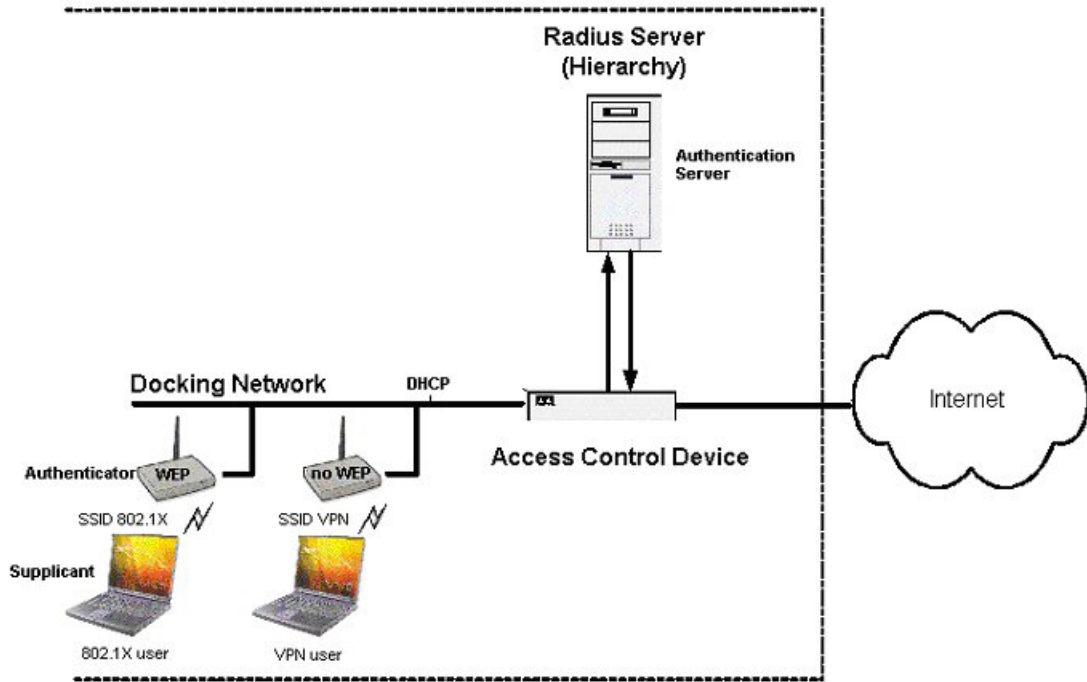 Radius Server
(Hierarchy)
Authentication
Server
Docking Network
DHCP
Internet
Access Control Device
Authenticator
WEP
no WEP
SSID 802.1X
SSID VPN
Supplicant
802.1X user
VPN user